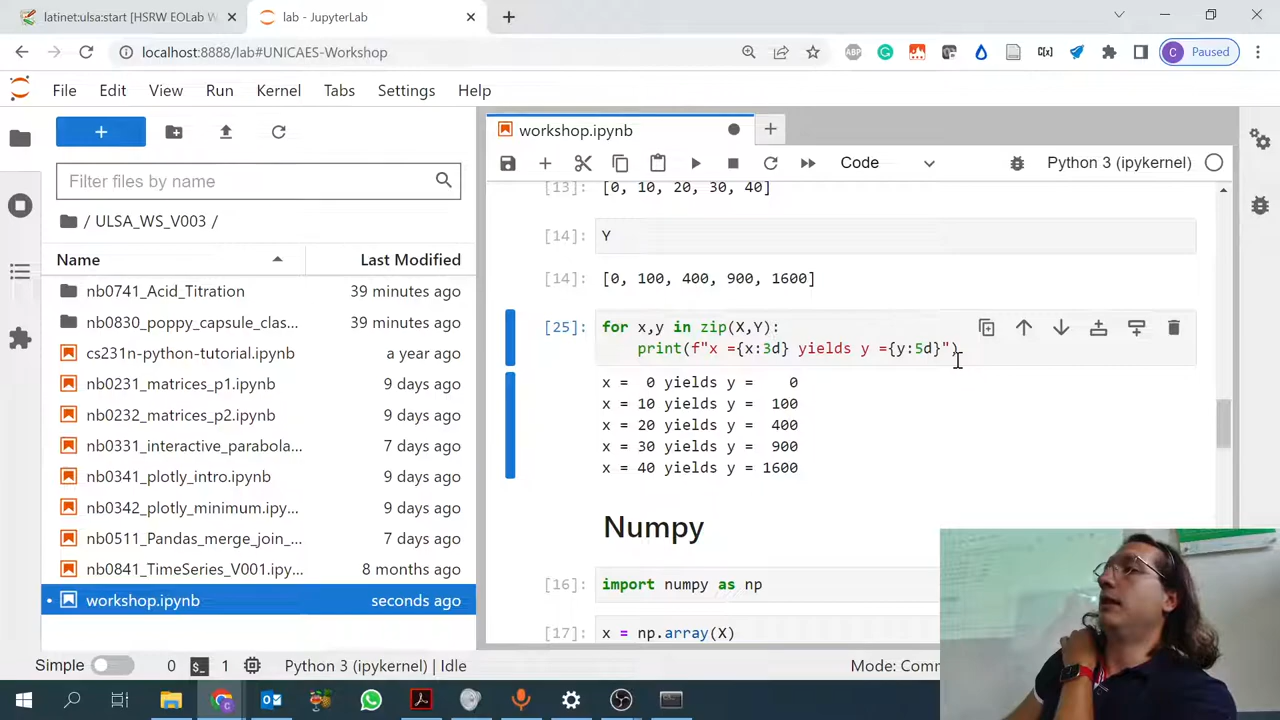 latinet:ulsa:start [HSRW EOLab W
lab - JupyterLab
localhost:8888/lab#UNICAES-Workshop
ABP
C[x]
C Paused
File Edit View Run Kernel Tabs Settings Help
workshop.ipynb
Code
Python 3 (ipykernel)
Filter files by name
/ ULSA_WS_V003 /
Name Last Modified
nb0741_Acid_Titration 39 minutes ago
nb0830_poppy_capsule_clas... 39 minutes ago
cs231n-python-tutorial.ipynb a year ago
nb0231_matrices_p1.ipynb 9 days ago
nb0232_matrices_p2.ipynb 9 days ago
nb0331_interactive_parabola... 7 days ago
nb0341_plotly_intro.ipynb 9 days ago
nb0342_plotly_minimum.ipy... 9 days ago
nb0511_Pandas_merge_join_... 7 days ago
nb0841_TimeSeries_V001.ipy... 8 months ago
workshop.ipynb seconds ago
[13]: [0, 10, 20, 30, 40]
[14]: Y
[14]: [0, 100, 400, 900, 1600]
[25]: for x,y in zip(X,Y):
print(f"x ={x:3d} yields y ={y:5d}")
x =  0 yields y =    0
x = 10 yields y =  100
x = 20 yields y =  400
x = 30 yields y =  900
x = 40 yields y = 1600
Numpy
[16]: import numpy as np
[17]: x = np.array(X)
Simple 0 $_ 1 Python 3 (ipykernel) | Idle Mode: Comm